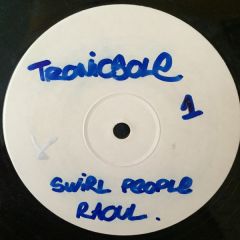 TRONiCSOLe
1
SWiRL PEOPLE
RAOUL.